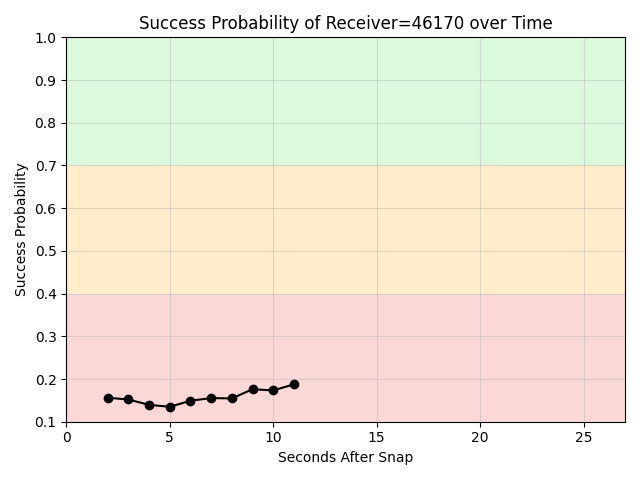 Success Probability of Receiver=46170 over Time
1.0
0.9
0.8
0.7
0.6
0.5
0.4
0.3
0.2
0.1
Success Probability
0 5 10 15 20 25
Seconds After Snap